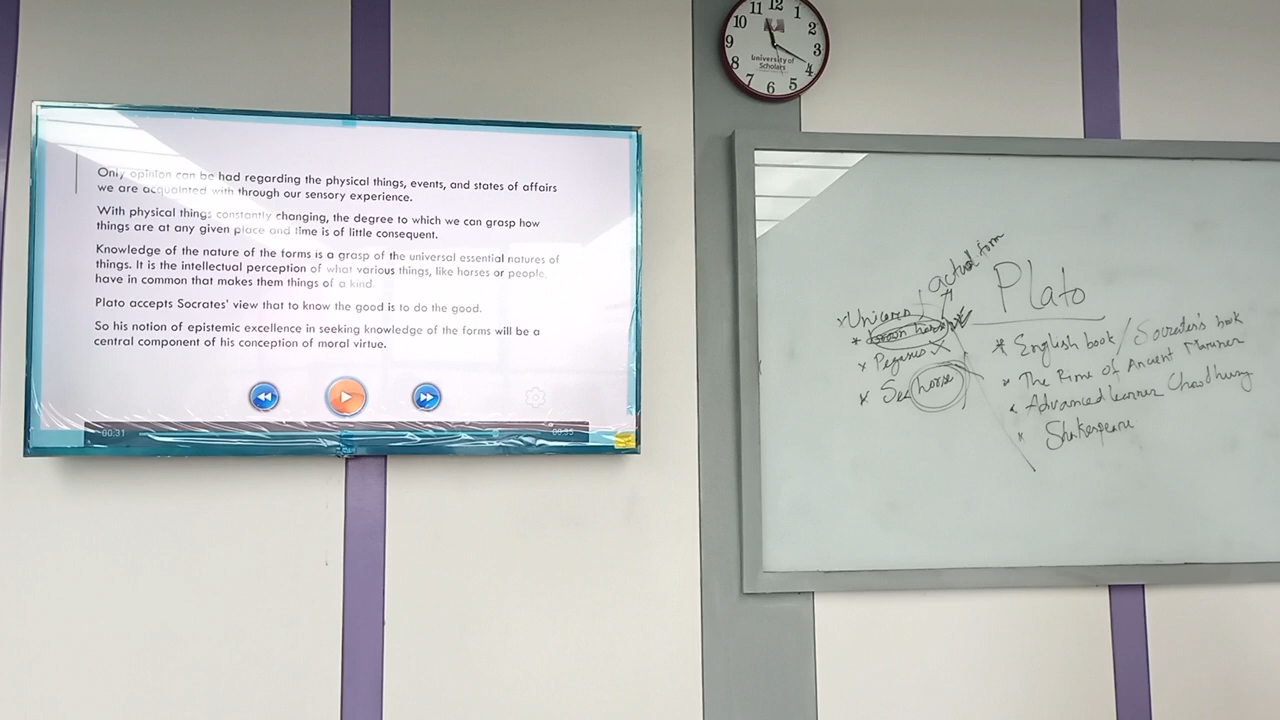 Only opinion can be had regarding the physical things, events, and states of affairs
we are acquainted with through our sensory experience.
With physical things constantly changing, the degree to which we can grasp how
things are at any given place and time is of little consequent.
Knowledge of the nature of the forms is a grasp of the universal essential natures of
things. It is the intellectual perception of what various things, like horses or people,
have in common that makes them things of a kind.
Plato accepts Socrates' view that to know the good is to do the good.
So his notion of epistemic excellence in seeking knowledge of the forms will be a
central component of his conception of moral virtue.
00:31
00:35
12
1
2
3
4
5
6
7
8
9
10
11
University of
Scholars
actual form
Plato
* Unicorn
* Pegasus
* Sea horse
* English book / Socrates's book
* The Rime of Ancient Mariner
* Advanced learner Chowdhury
* Shakespeare